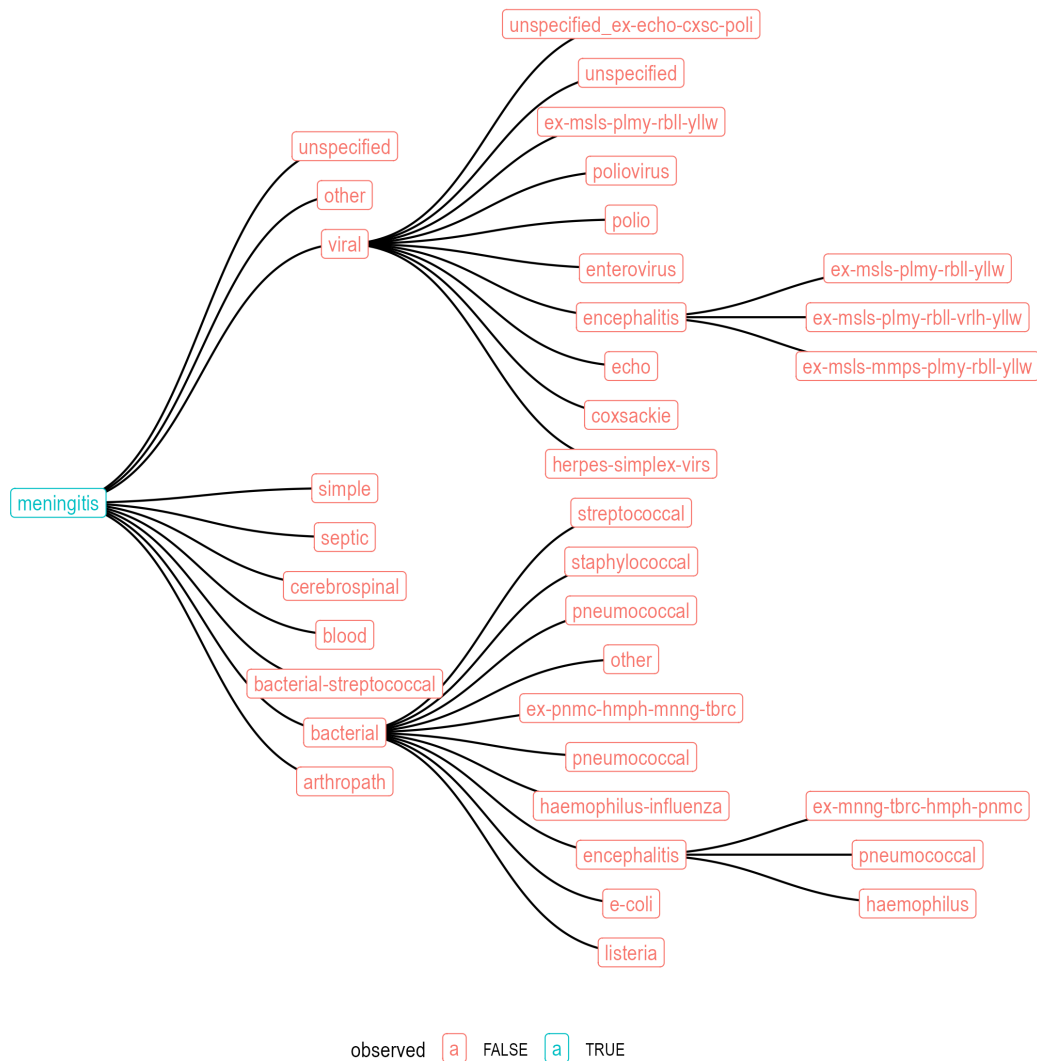 unspecified_ex-echo-cxsc-poli
unspecified
ex-msls-plmy-rbll-yllw
unspecified
poliovirus
other
polio
viral
enterovirus
ex-msls-plmy-rbll-yllw
encephalitis
ex-msls-plmy-rbll-vrlh-yllw
echo
ex-msls-mmps-plmy-rbll-yllw
coxsackie
herpes-simplex-virs
simple
meningitis
streptococcal
septic
staphylococcal
cerebrospinal
pneumococcal
blood
other
bacterial-streptococcal
ex-pnmc-hmph-mnng-tbrc
bacterial
pneumococcal
arthropath
haemophilus-influenza
ex-mnng-tbrc-hmph-pnmc
encephalitis
pneumococcal
e-coli
haemophilus
listeria
observed a FALSE a TRUE